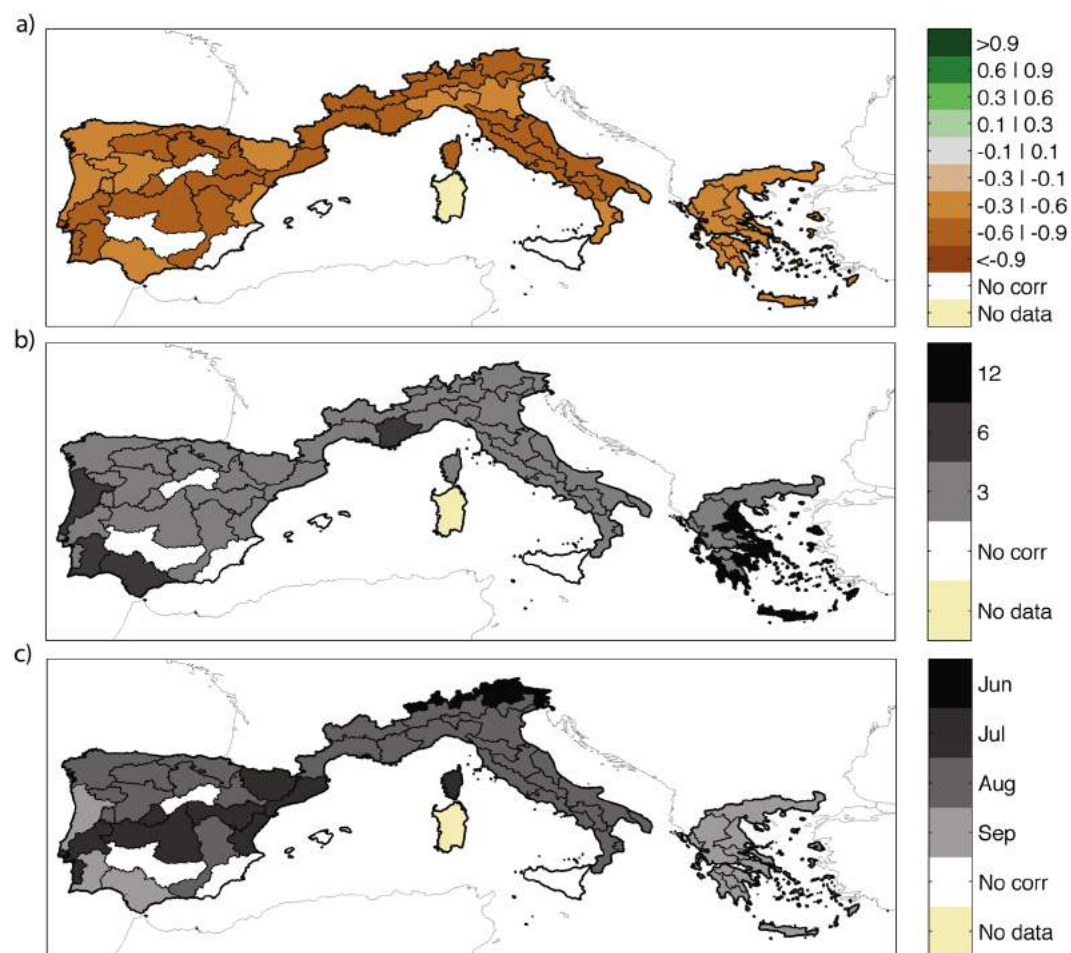 a)
>0.9
0.6 | 0.9
0.3 | 0.6
0.1 | 0.3
-0.1 | 0.1
-0.3 | -0.1
-0.3 | -0.6
-0.6 | -0.9
<-0.9
No corr
No data
b)
12
6
3
No corr
No data
c)
Jun
Jul
Aug
Sep
No corr
No data